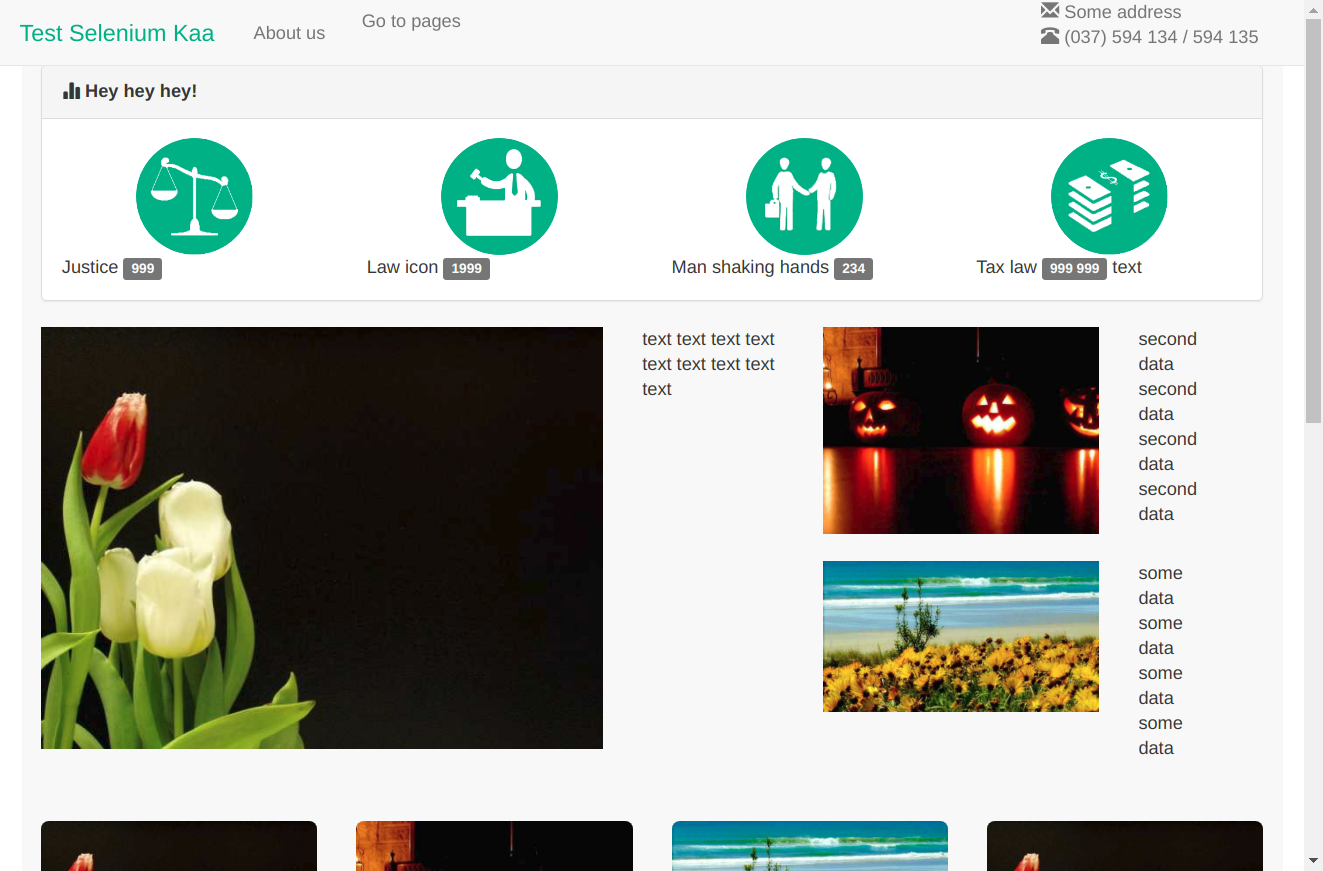 Test Selenium Kaa
About us
Go to pages
Some address
(037) 594 134 / 594 135
Hey hey hey!
Justice 999
Law icon 1999
Man shaking hands 234
Tax law 999 999 text
text text text text
text text text text
text
second
data
second
data
second
data
second
data
some
data
some
data
some
data
some
data